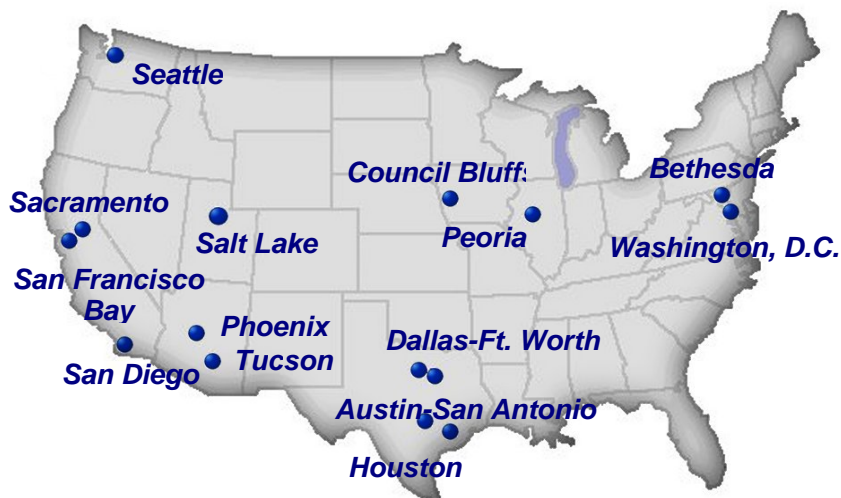 Seattle
Council Bluffs
Bethesda
Sacramento
Salt Lake
Peoria
Washington, D.C.
San Francisco
Bay
Phoenix
Dallas-Ft. Worth
San Diego
Tucson
Austin-San Antonio
Houston